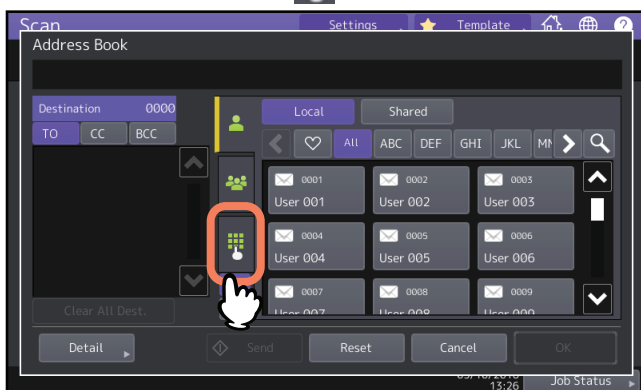 Scan Settings Template
Address Book
Destination 0000
TO CC BCC
Local Shared
All ABC DEF GHI JKL
0001 0002 0003
User 001 User 002 User 003
0004 0005 0006
User 004 User 005 User 006
0007 0008 0009
Clear All Dest.
Detail Send Reset Cancel OK
13:26 Job Status